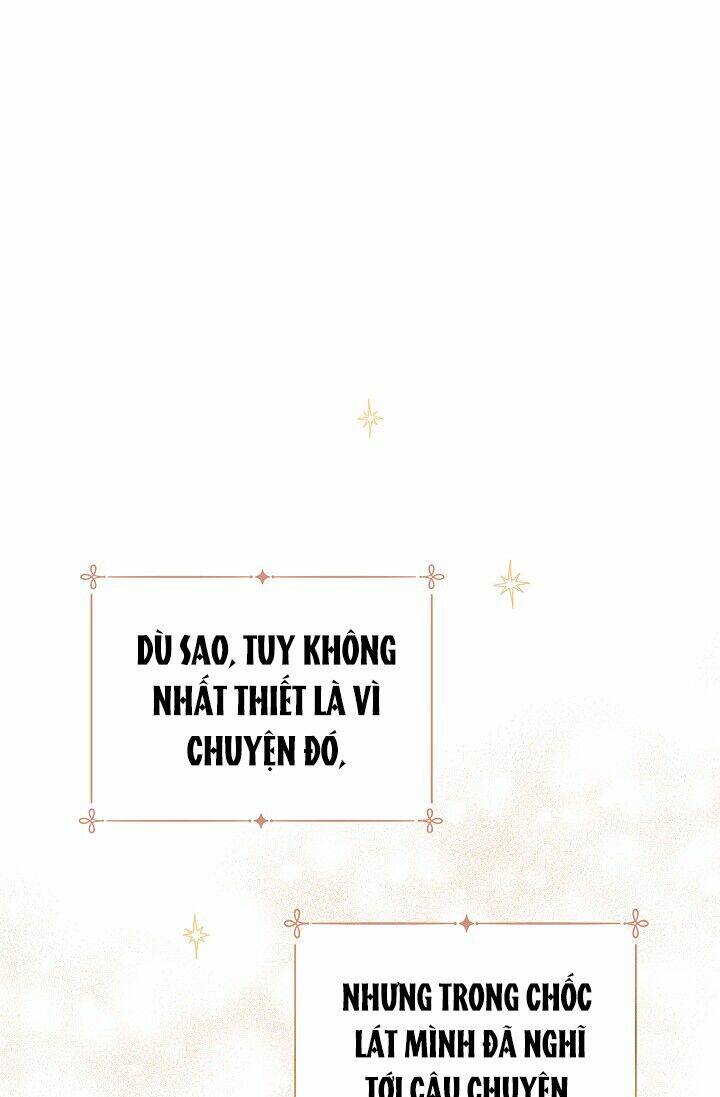 DÙ SAO, TUY KHÔNG
NHẤT THIẾT LÀ VÌ
CHUYỆN ĐÓ,
NHƯNG TRONG CHỐC
LÁT MÌNH ĐÃ NGHĨ
TỚI CÂU CHUYỆN